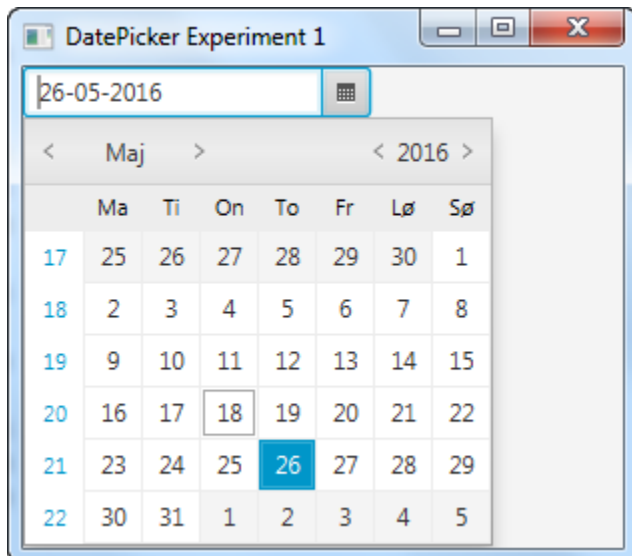 DatePicker Experiment 1
26-05-2016
< Maj > < 2016 >
Ma Ti On To Fr Lø Sø
17 25 26 27 28 29 30 1
18 2 3 4 5 6 7 8
19 9 10 11 12 13 14 15
20 16 17 18 19 20 21 22
21 23 24 25 26 27 28 29
22 30 31 1 2 3 4 5